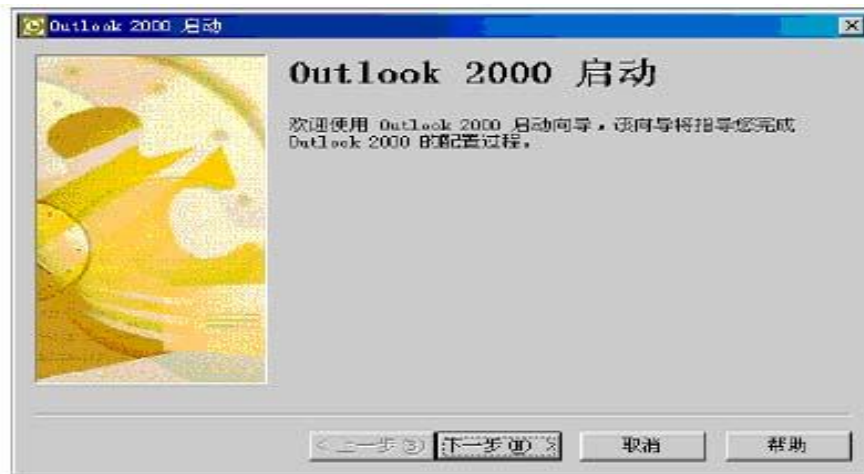 Outlook 2000 启动
Outlook 2000 启动
欢迎使用 Outlook 2000 启动向导，该向导将指导您完成
Outlook 2000 的配置过程。
< 上一步(B) 下一步(N) > 取消 帮助